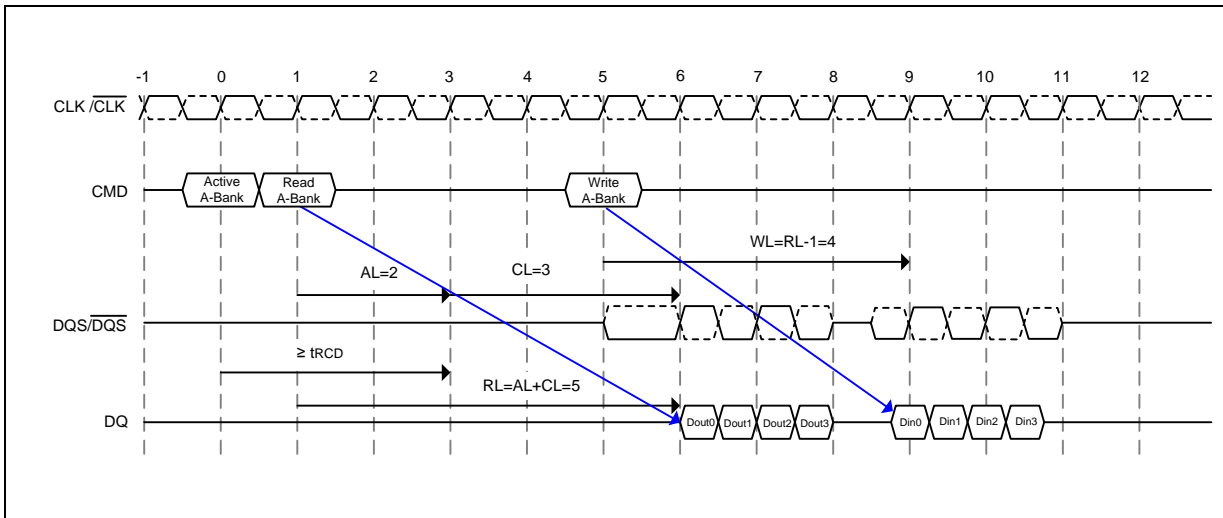 -1 0 1 2 3 4 5 6 7 8 9 10 11 12
CLK /CLK
CMD
Active
A-Bank
Read
A-Bank
Write
A-Bank
WL=RL-1=4
AL=2
CL=3
DQS/DQS
≥ tRCD
RL=AL+CL=5
DQ
Dout0 Dout1 Dout2 Dout3 Din0 Din1 Din2 Din3